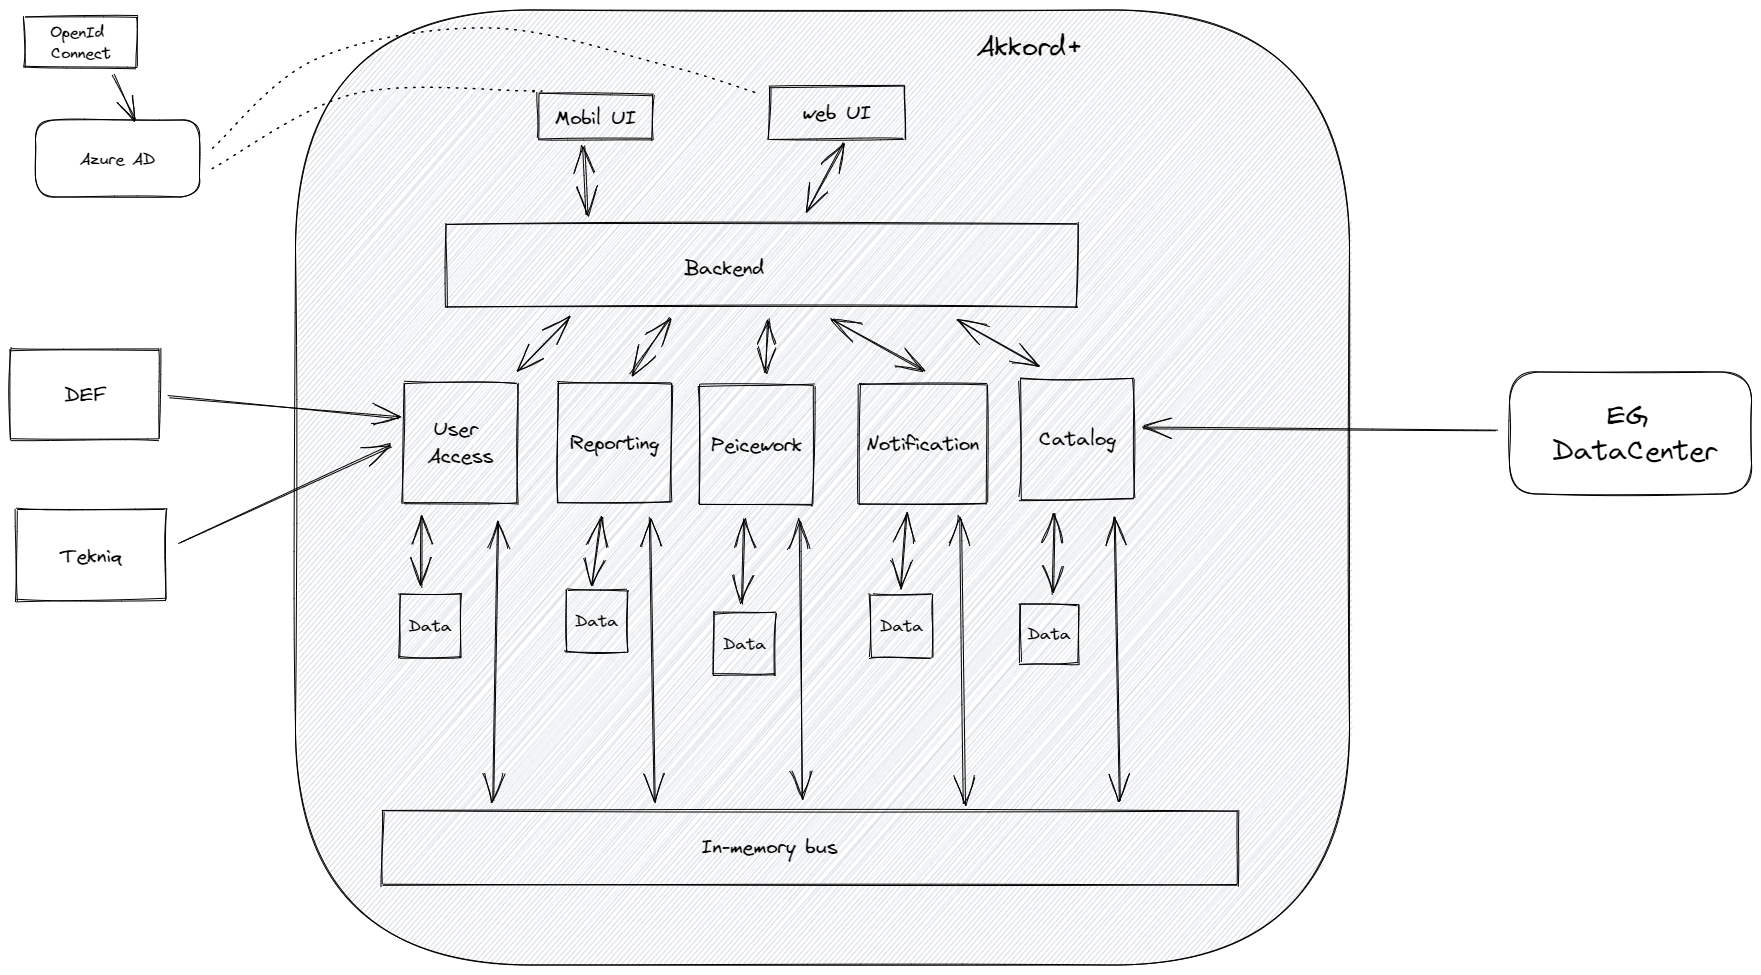 OpenId
Connect
Azure AD
Akkord+
Mobil UI
web UI
Backend
DEF
Tekniq
User
Access
Reporting
Peicework
Notification
Catalog
EG,
DataCenter
Data
Data
Data
Data
Data
In-memory bus